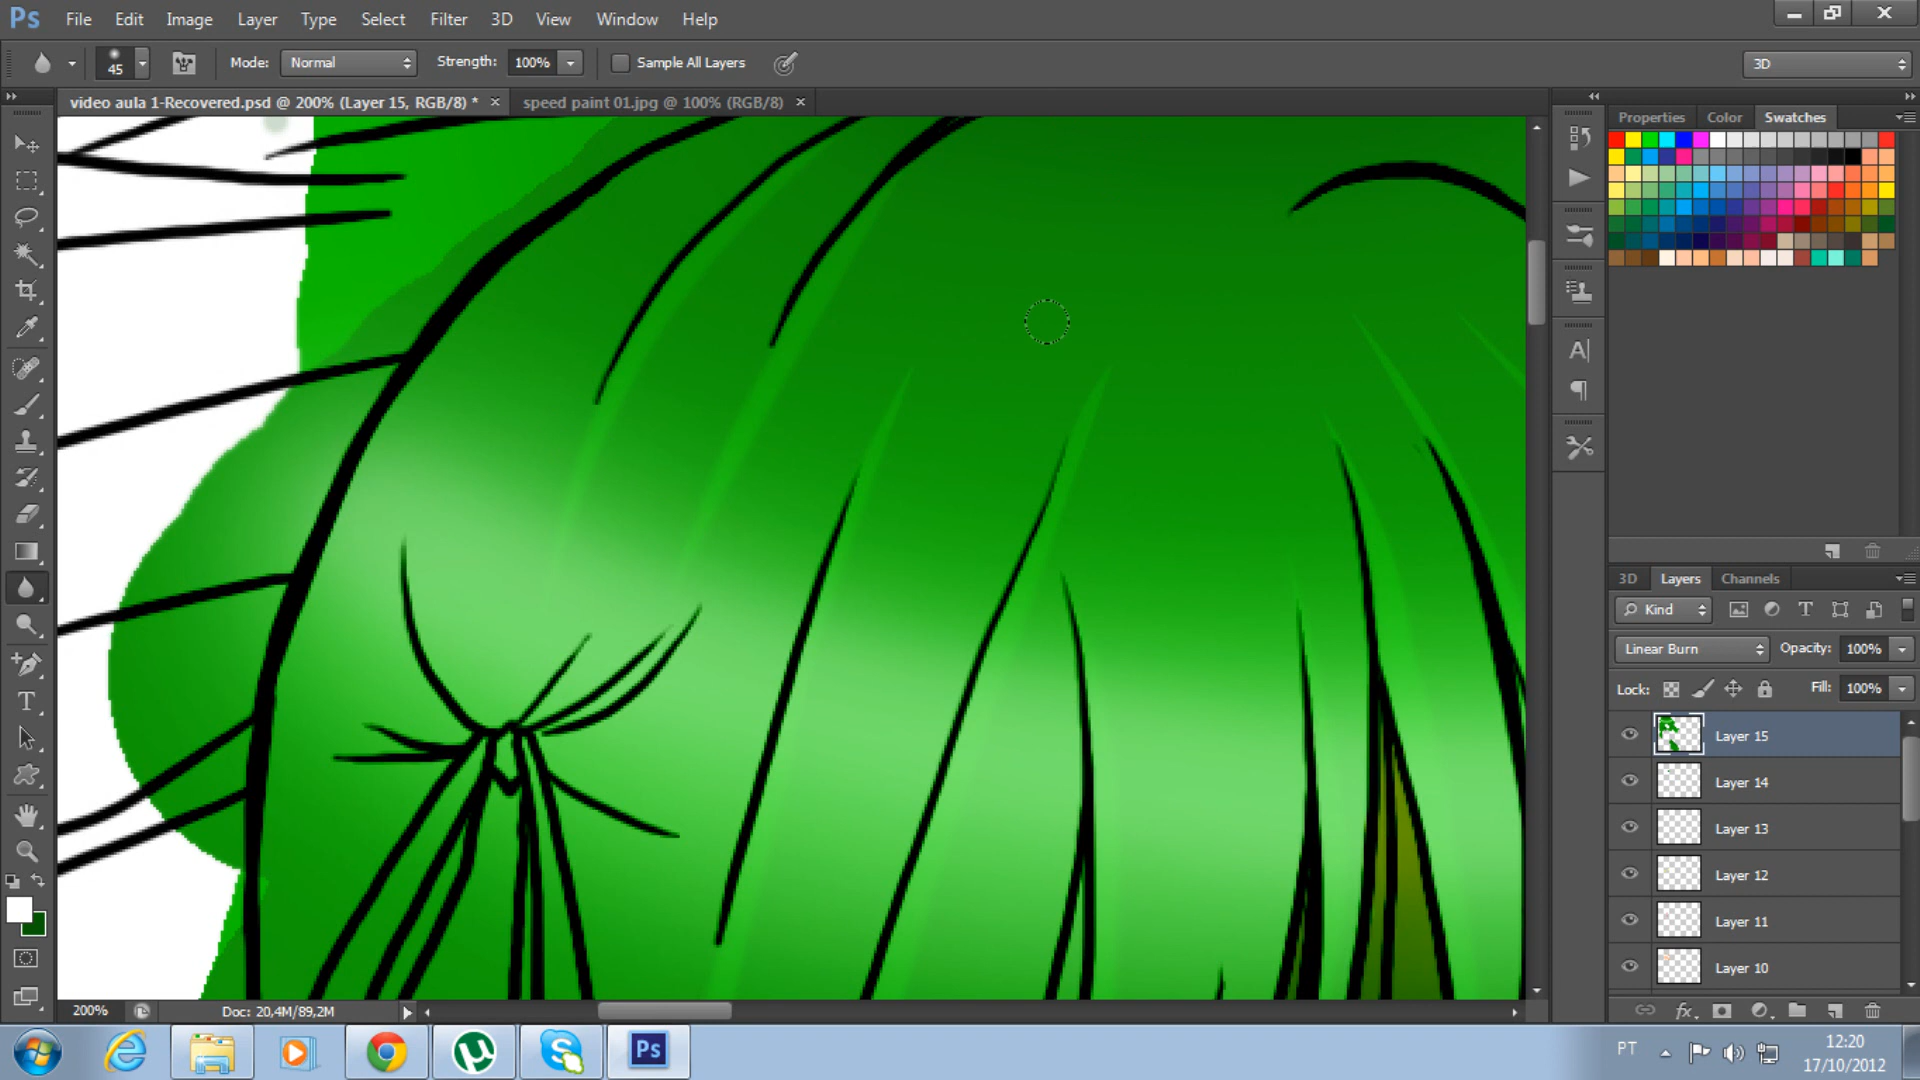 Ps File Edit Image Layer Type Select Filter 3D View Window Help
45 Mode: Normal Strength: 100% Sample All Layers 3D
video aula 1-Recovered.psd @ 200% (Layer 15, RGB/8) * speed paint 01.jpg @ 100% (RGB/8)
Properties Color Swatches
3D Layers Channels
Kind
Linear Burn Opacity: 100%
Lock: Fill: 100%
Layer 15
Layer 14
Layer 13
Layer 12
Layer 11
Layer 10
200% Doc: 20,4M/89,2M
PT 12:20
17/10/2012